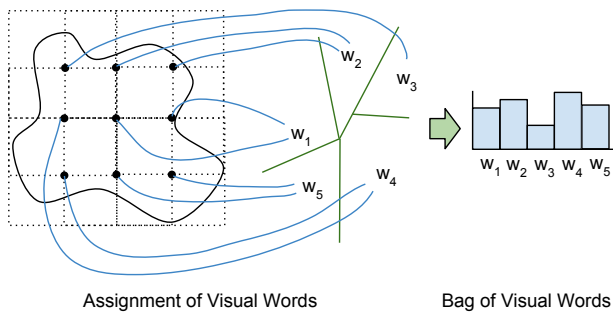 w2
w3
w1
w5
w4
w1 w2 w3 w4 w5
Assignment of Visual Words
Bag of Visual Words